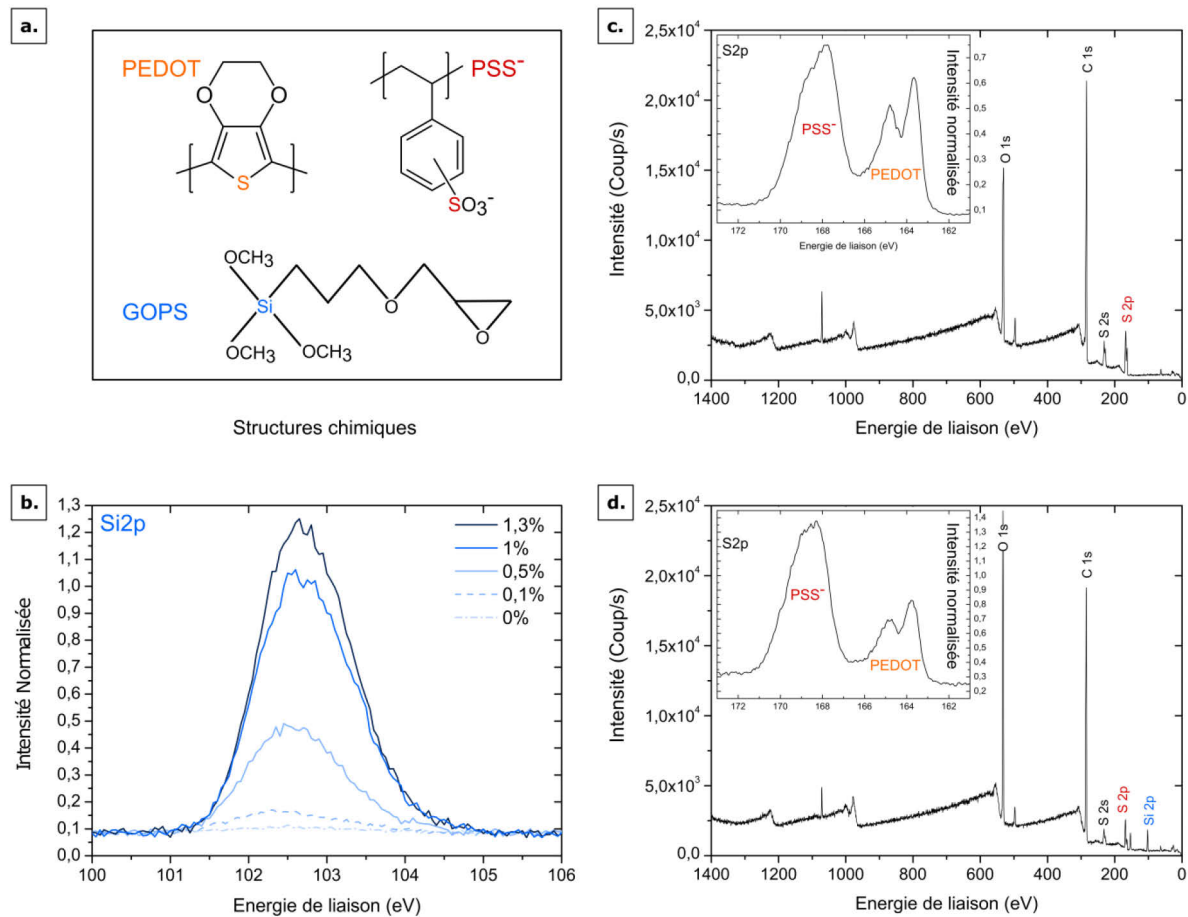 a.
PEDOT
PSS⁻
O O
S
SO₃⁻
GOPS
OCH3
Si
OCH3
OCH3
O
O
Structures chimiques
b.
Si2p
1,3%
1%
0,5%
0,1%
0%
Intensité Normalisée
1,3
1,2
1,1
1,0
0,9
0,8
0,7
0,6
0,5
0,4
0,3
0,2
0,1
0,0
100 101 102 103 104 105 106
Energie de liaison (eV)
c.
Intensité (Coup/s)
2,5x10⁴
2,0x10⁴
1,5x10⁴
1,0x10⁴
5,0x10³
0,0
1400 1200 1000 800 600 400 200 0
Energie de liaison (eV)
S2p
PSS⁻
PEDOT
172 170 168 166 164 162
Energie de liaison (eV)
0,7
0,6
0,5
0,4
0,3
0,2
0,1
Intensité normalisée
O 1s
C 1s
S 2s
S 2p
d.
Intensité (Coup/s)
2,5x10⁴
2,0x10⁴
1,5x10⁴
1,0x10⁴
5,0x10³
0,0
1400 1200 1000 800 600 400 200 0
Energie de liaison (eV)
S2p
PSS⁻
PEDOT
172 170 168 166 164 162
1,4
1,3
1,2
1,1
1,0
0,9
0,8
0,7
0,6
0,5
0,4
0,3
0,2
Intensité normalisée
O 1s
C 1s
S 2s
S 2p
Si 2p